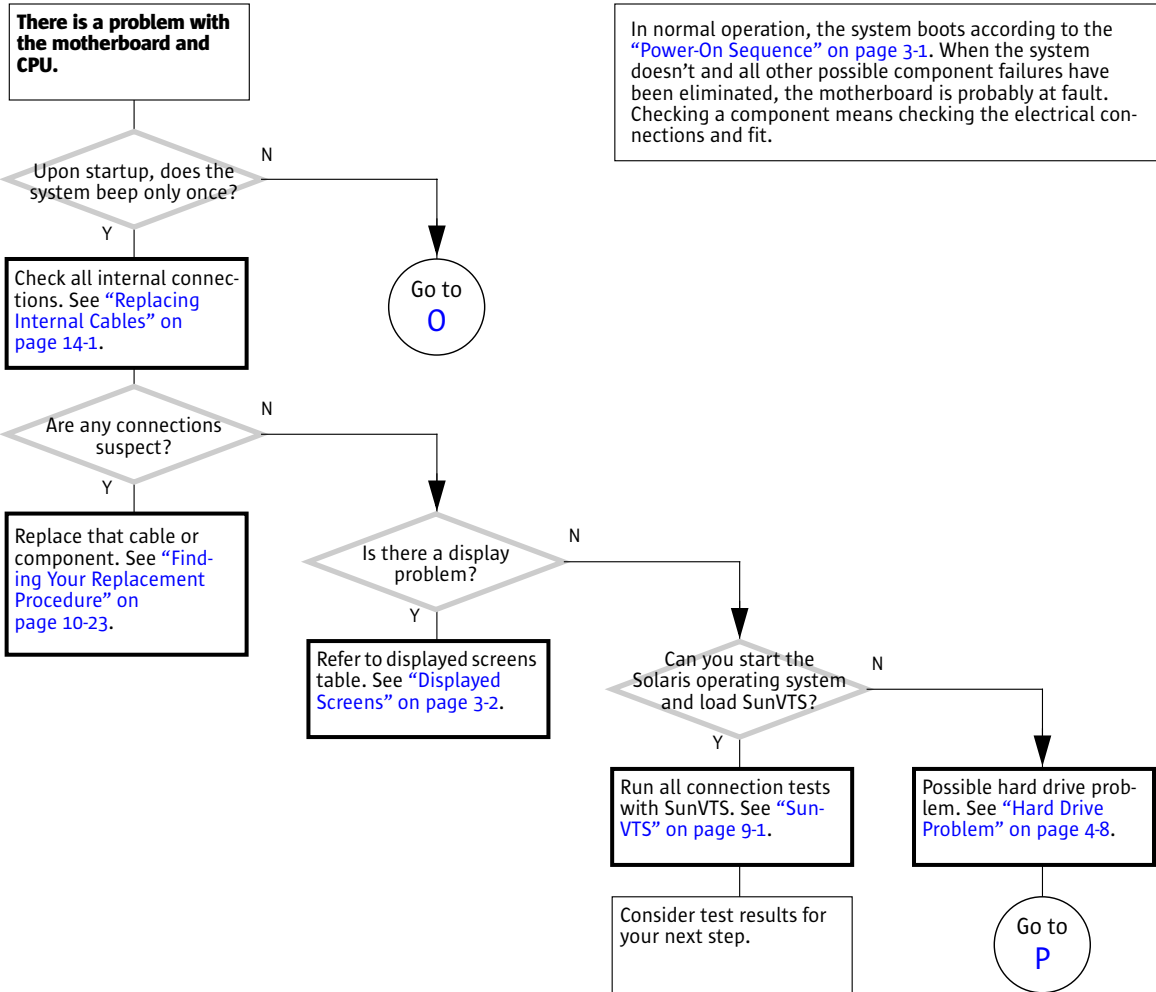 There is a problem with
the motherboard and
CPU.
In normal operation, the system boots according to the
“Power-On Sequence” on page 3-1. When the system
doesn’t and all other possible component failures have
been eliminated, the motherboard is probably at fault.
Checking a component means checking the electrical con-
nections and fit.
Upon startup, does the
system beep only once?
N
Y
Go to
O
Check all internal connec-
tions. See “Replacing
Internal Cables” on
page 14-1.
Are any connections
suspect?
N
Y
Replace that cable or
component. See “Find-
ing Your Replacement
Procedure” on
page 10-23.
Is there a display
problem?
N
Y
Refer to displayed screens
table. See “Displayed
Screens” on page 3-2.
Can you start the
Solaris operating system
and load SunVTS?
N
Y
Run all connection tests
with SunVTS. See “Sun-
VTS” on page 9-1.
Possible hard drive prob-
lem. See “Hard Drive
Problem” on page 4-8.
Consider test results for
your next step.
Go to
P